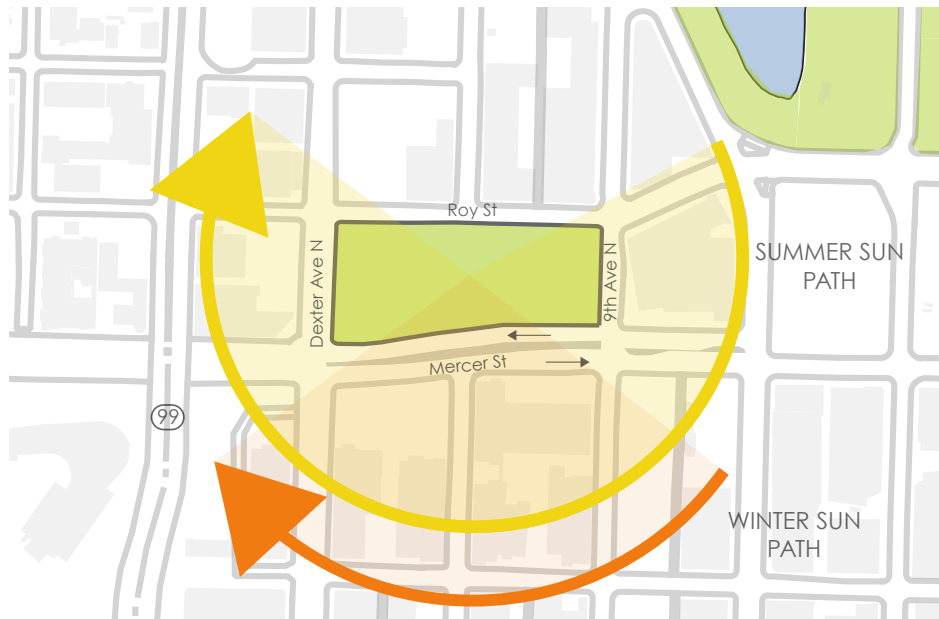 Roy St
Dexter Ave N
9th Ave N
SUMMER SUN
PATH
Mercer St
99
WINTER SUN
PATH